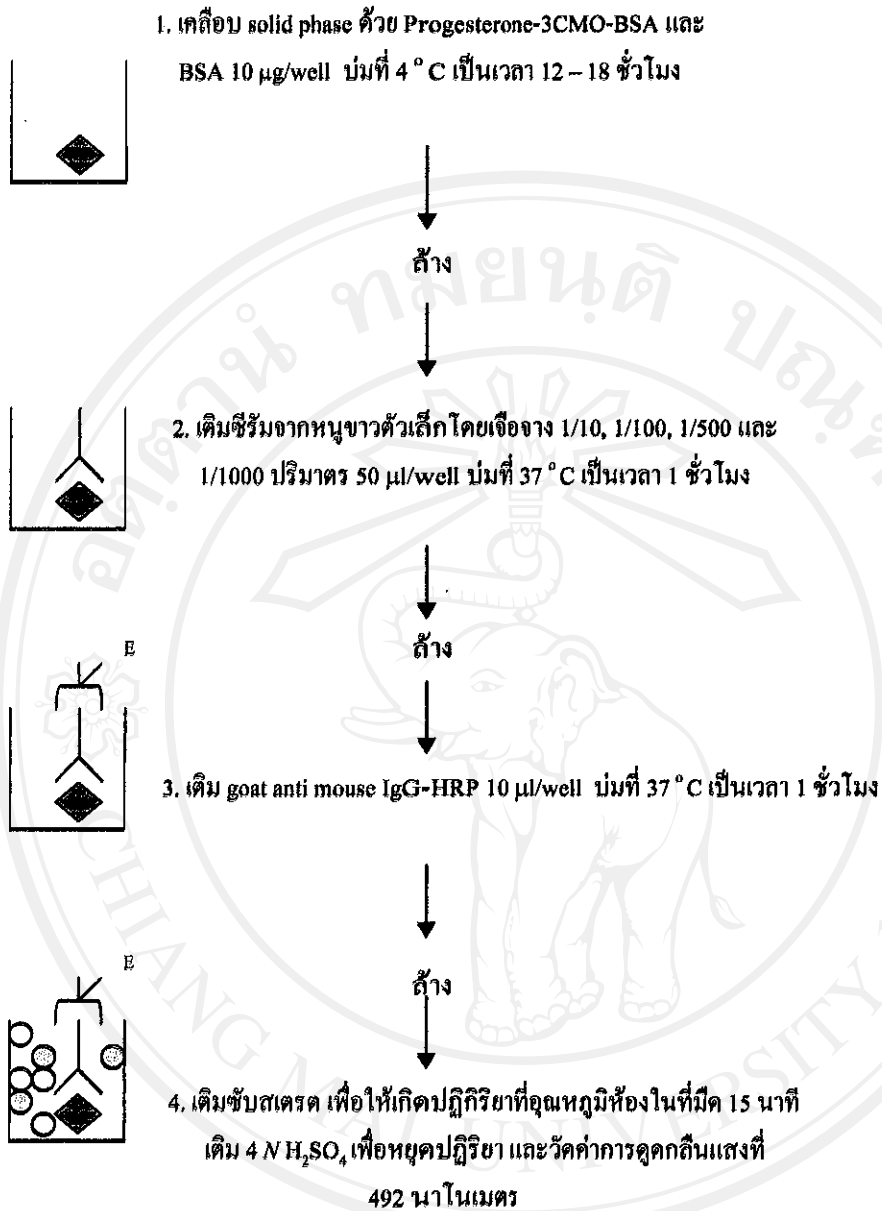 1. เคลือบ solid phase ด้วย Progesterone-3CMO-BSA และ
BSA 10 µg/well บ่มที่ 4 °C เป็นเวลา 12 – 18 ชั่วโมง
ล้าง
2. เติมซีรัมจากหนูขาวตัวเล็กโดยเจือจาง 1/10, 1/100, 1/500 และ
1/1000 ปริมาตร 50 µl/well บ่มที่ 37 °C เป็นเวลา 1 ชั่วโมง
ล้าง
E
3. เติม goat anti mouse IgG-HRP 10 µl/well บ่มที่ 37 °C เป็นเวลา 1 ชั่วโมง
ล้าง
E
4. เติมซับสเตรต เพื่อให้เกิดปฏิกิริยาที่อุณหภูมิห้องในที่มืด 15 นาที
เติม 4 N H₂SO₄ เพื่อหยุดปฏิริยา และวัดค่าการดูดกลืนแสงที่
492 นาโนเมตร
CHIANG MAI UNIVERSITY